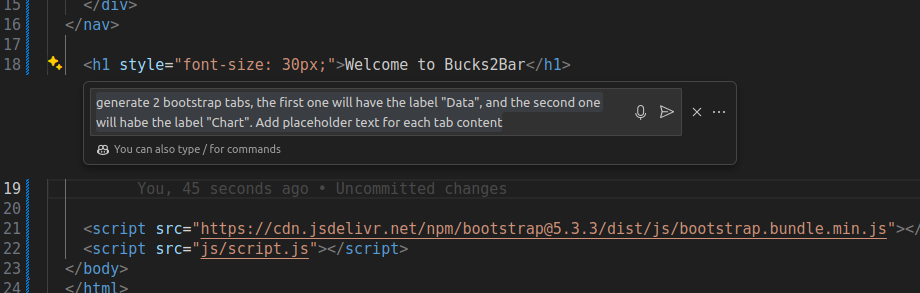 15 </div>
16 </nav>
17
18 <h1 style="font-size: 30px;">Welcome to Bucks2Bar</h1>
generate 2 bootstrap tabs, the first one will have the label "Data", and the second one
will habe the label "Chart". Add placeholder text for each tab content
You can also type / for commands
19 You, 45 seconds ago • Uncommitted changes
20
21 <script src="https://cdn.jsdelivr.net/npm/bootstrap@5.3.3/dist/js/bootstrap.bundle.min.js"></
22 <script src="js/script.js"></script>
23 </body>
24 </html>